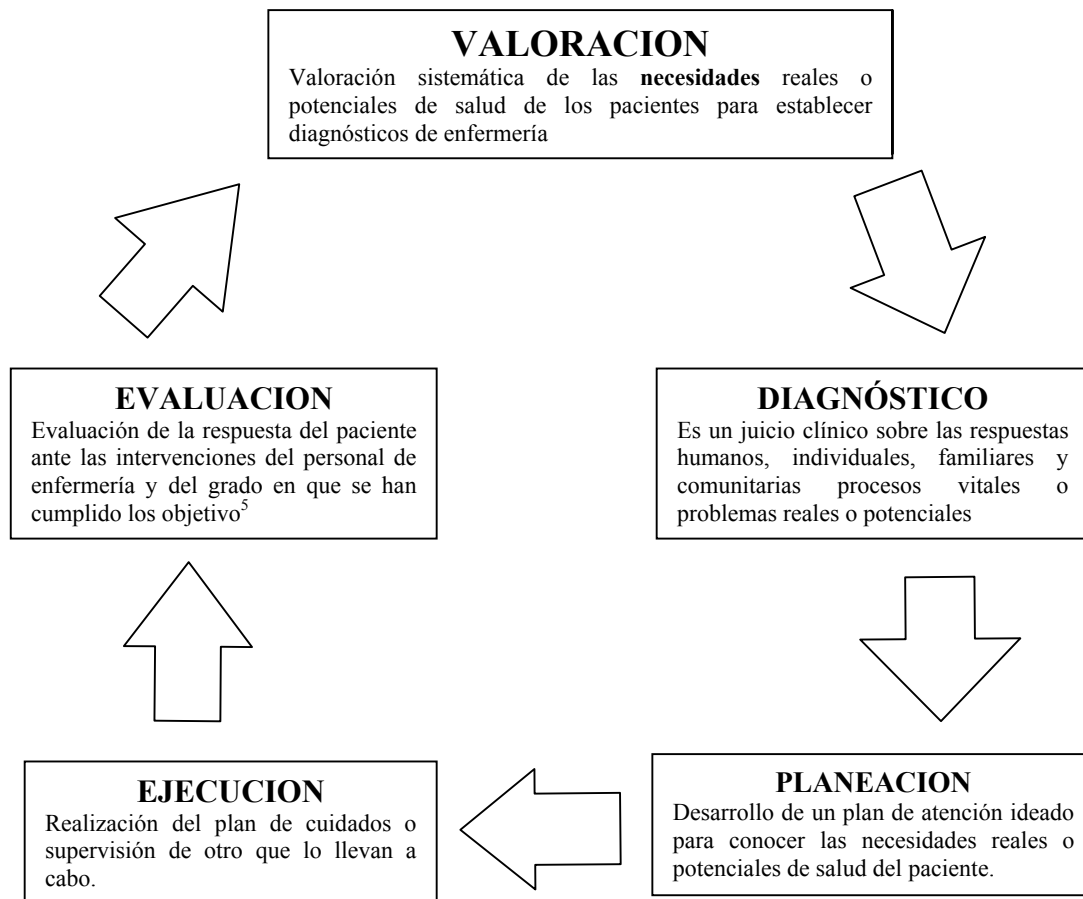 VALORACION
Valoración sistemática de las necesidades reales o
potenciales de salud de los pacientes para establecer
diagnósticos de enfermería
EVALUACION
Evaluación de la respuesta del paciente
ante las intervenciones del personal de
enfermería y del grado en que se han
cumplido los objetivo5
DIAGNÓSTICO
Es un juicio clínico sobre las respuestas
humanos, individuales, familiares y
comunitarias procesos vitales o
problemas reales o potenciales
EJECUCION
Realización del plan de cuidados o
supervisión de otro que lo llevan a
cabo.
PLANEACION
Desarrollo de un plan de atención ideado
para conocer las necesidades reales o
potenciales de salud del paciente.